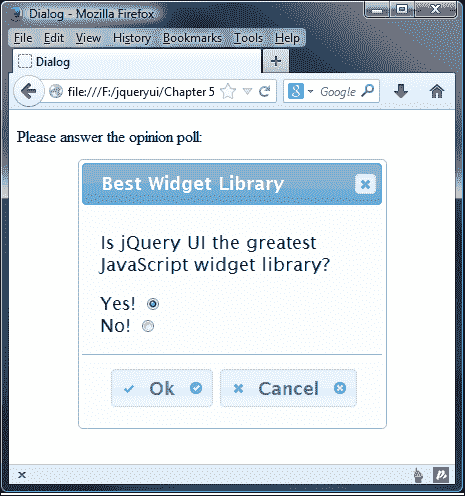 Dialog - Mozilla Firefox
File Edit View History Bookmarks Tools Help
Dialog
file:///F:/jqueryui/Chapter 5
Google
Please answer the opinion poll:
Best Widget Library
Is jQuery UI the greatest
JavaScript widget library?
Yes!
No!
Ok Cancel